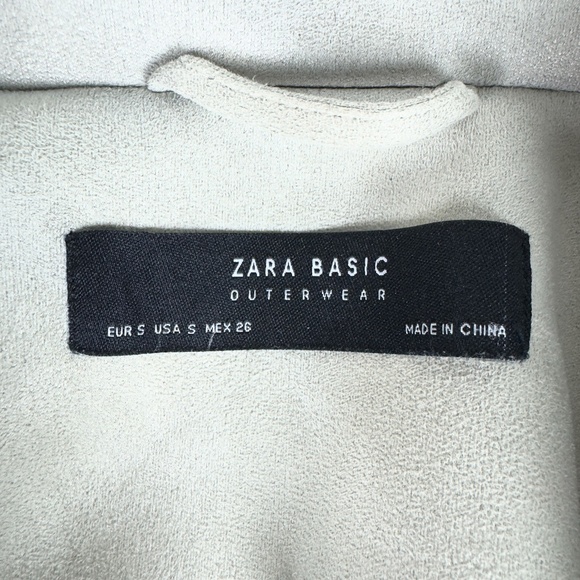 ZARA BASIC
OUTERWEAR
EUR S USA S MEX 26
MADE IN CHINA